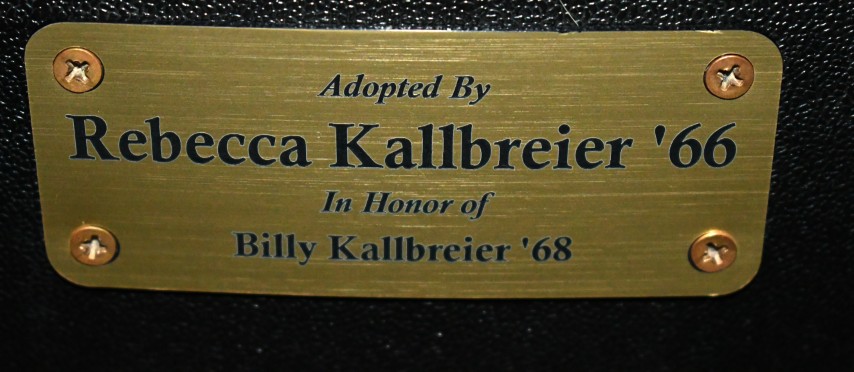 Adopted By
Rebecca Kallbreier '66
In Honor of
Billy Kallbreier '68